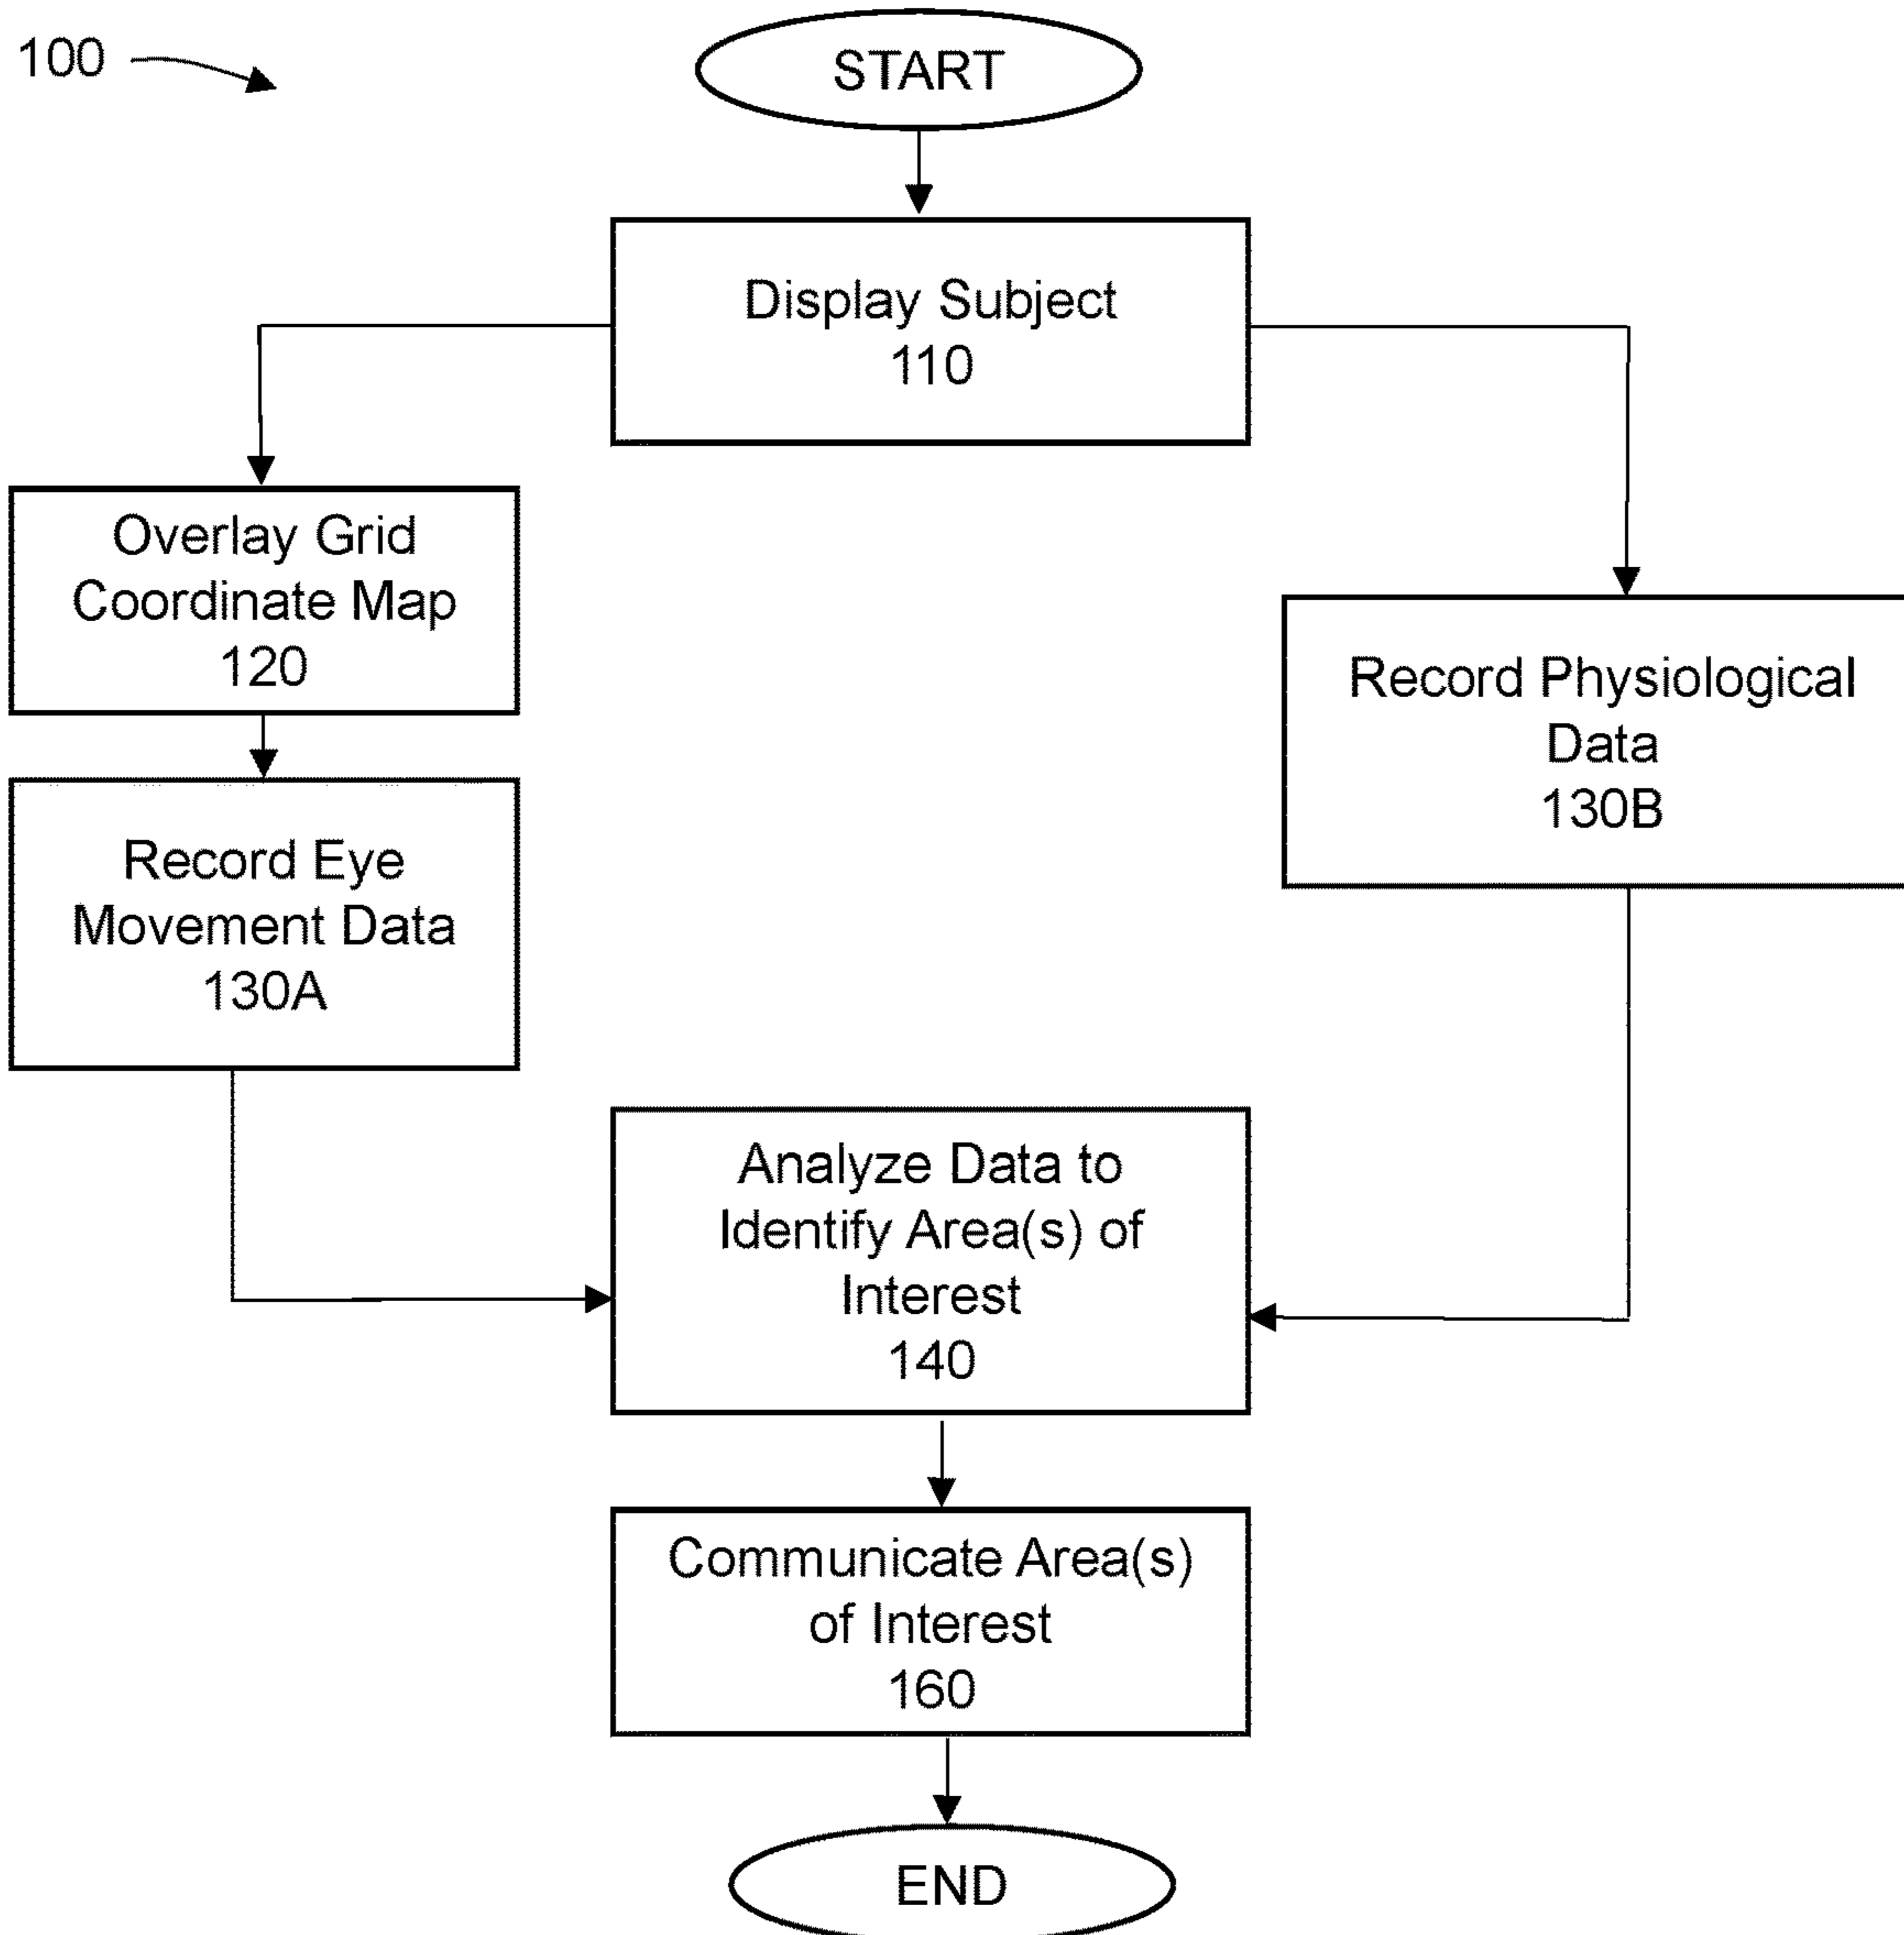 100
START
Display Subject
110
Overlay Grid
Coordinate Map
120
Record Physiological
Data
130B
Record Eye
Movement Data
130A
Analyze Data to
Identify Area(s) of
Interest
140
Communicate Area(s)
of Interest
160
END